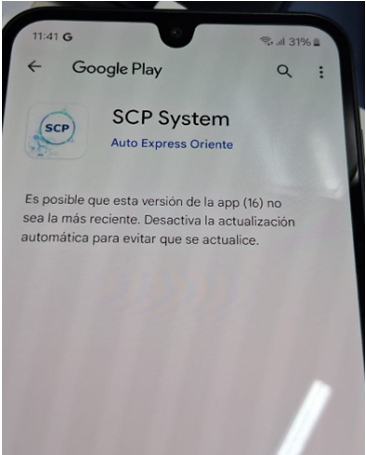 11:41 G
31%
Google Play
SCP
SCP System
Auto Express Oriente
Es posible que esta versión de la app (16) no
sea la más reciente. Desactiva la actualización
automática para evitar que se actualice.